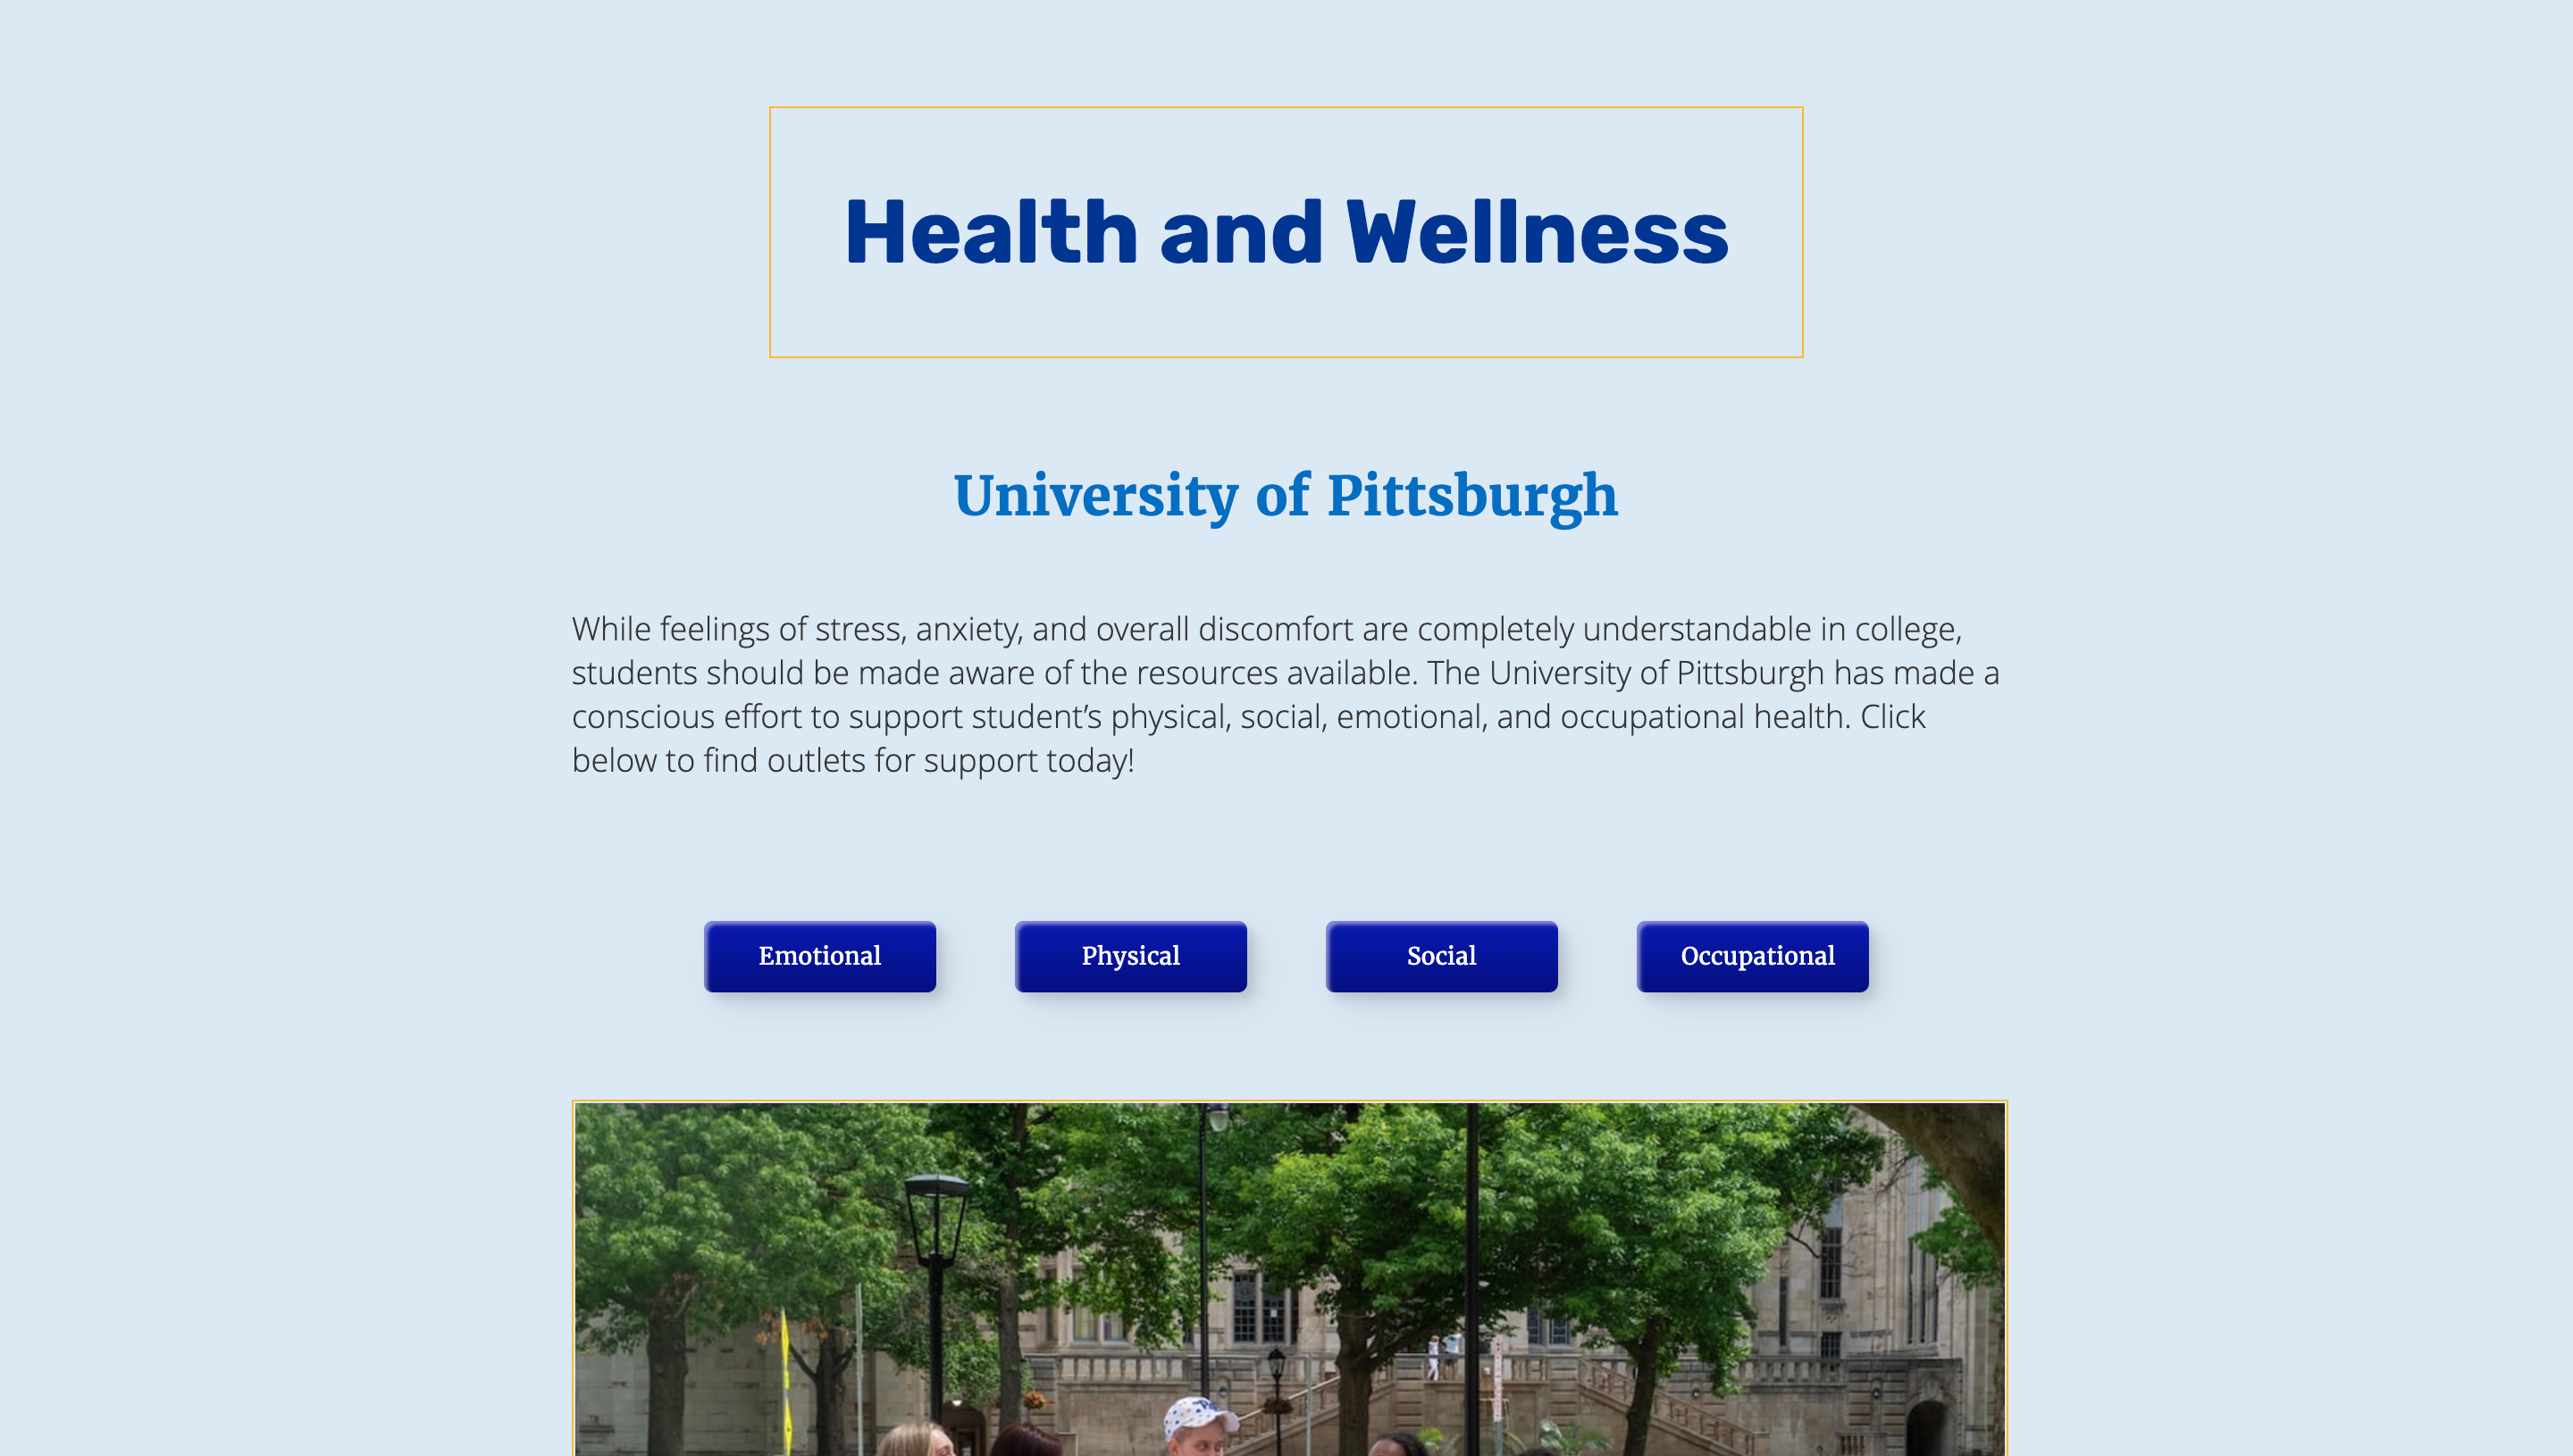 Health and Wellness
University of Pittsburgh
While feelings of stress, anxiety, and overall discomfort are completely understandable in college,
students should be made aware of the resources available. The University of Pittsburgh has made a
conscious effort to support student’s physical, social, emotional, and occupational health. Click
below to find outlets for support today!
Emotional
Physical
Social
Occupational